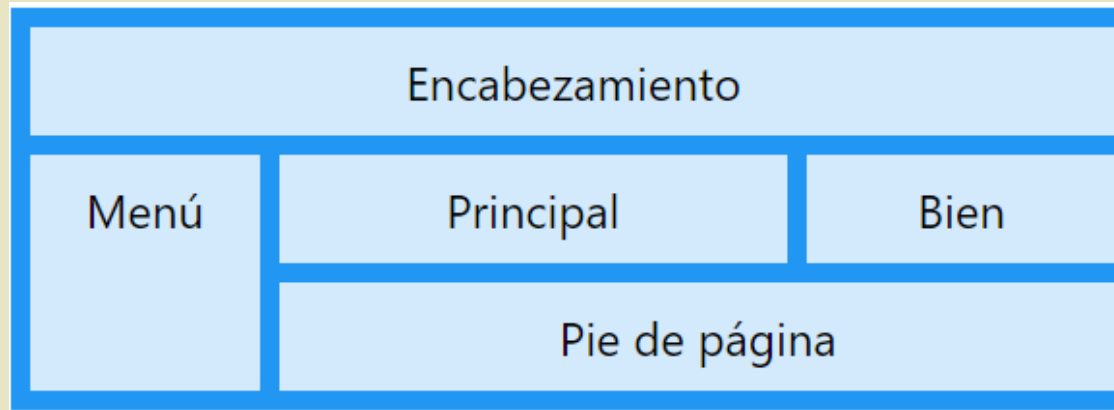 Encabezamiento
Menú
Principal
Bien
Pie de página